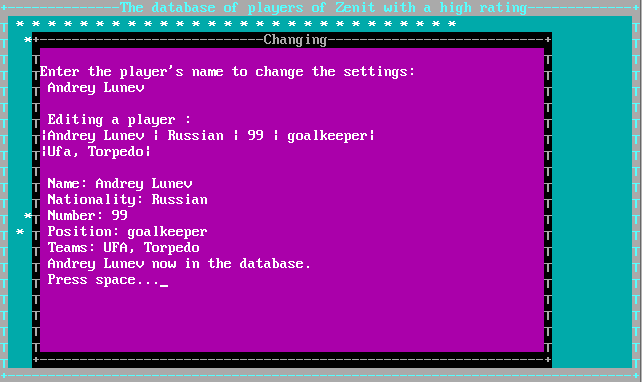 The database of players of Zenit with a high rating
* * * * * * * * * * * * * * * * * * * * * * * * * * * *
Changing
Enter the player's name to change the settings:
Andrey Lunev
Editing a player :
|Andrey Lunev | Russian | 99 | goalkeeper|
|Ufa, Torpedo|
Name: Andrey Lunev
Nationality: Russian
Number: 99
Position: goalkeeper
Teams: UFA, Torpedo
Andrey Lunev now in the database.
Press space..._